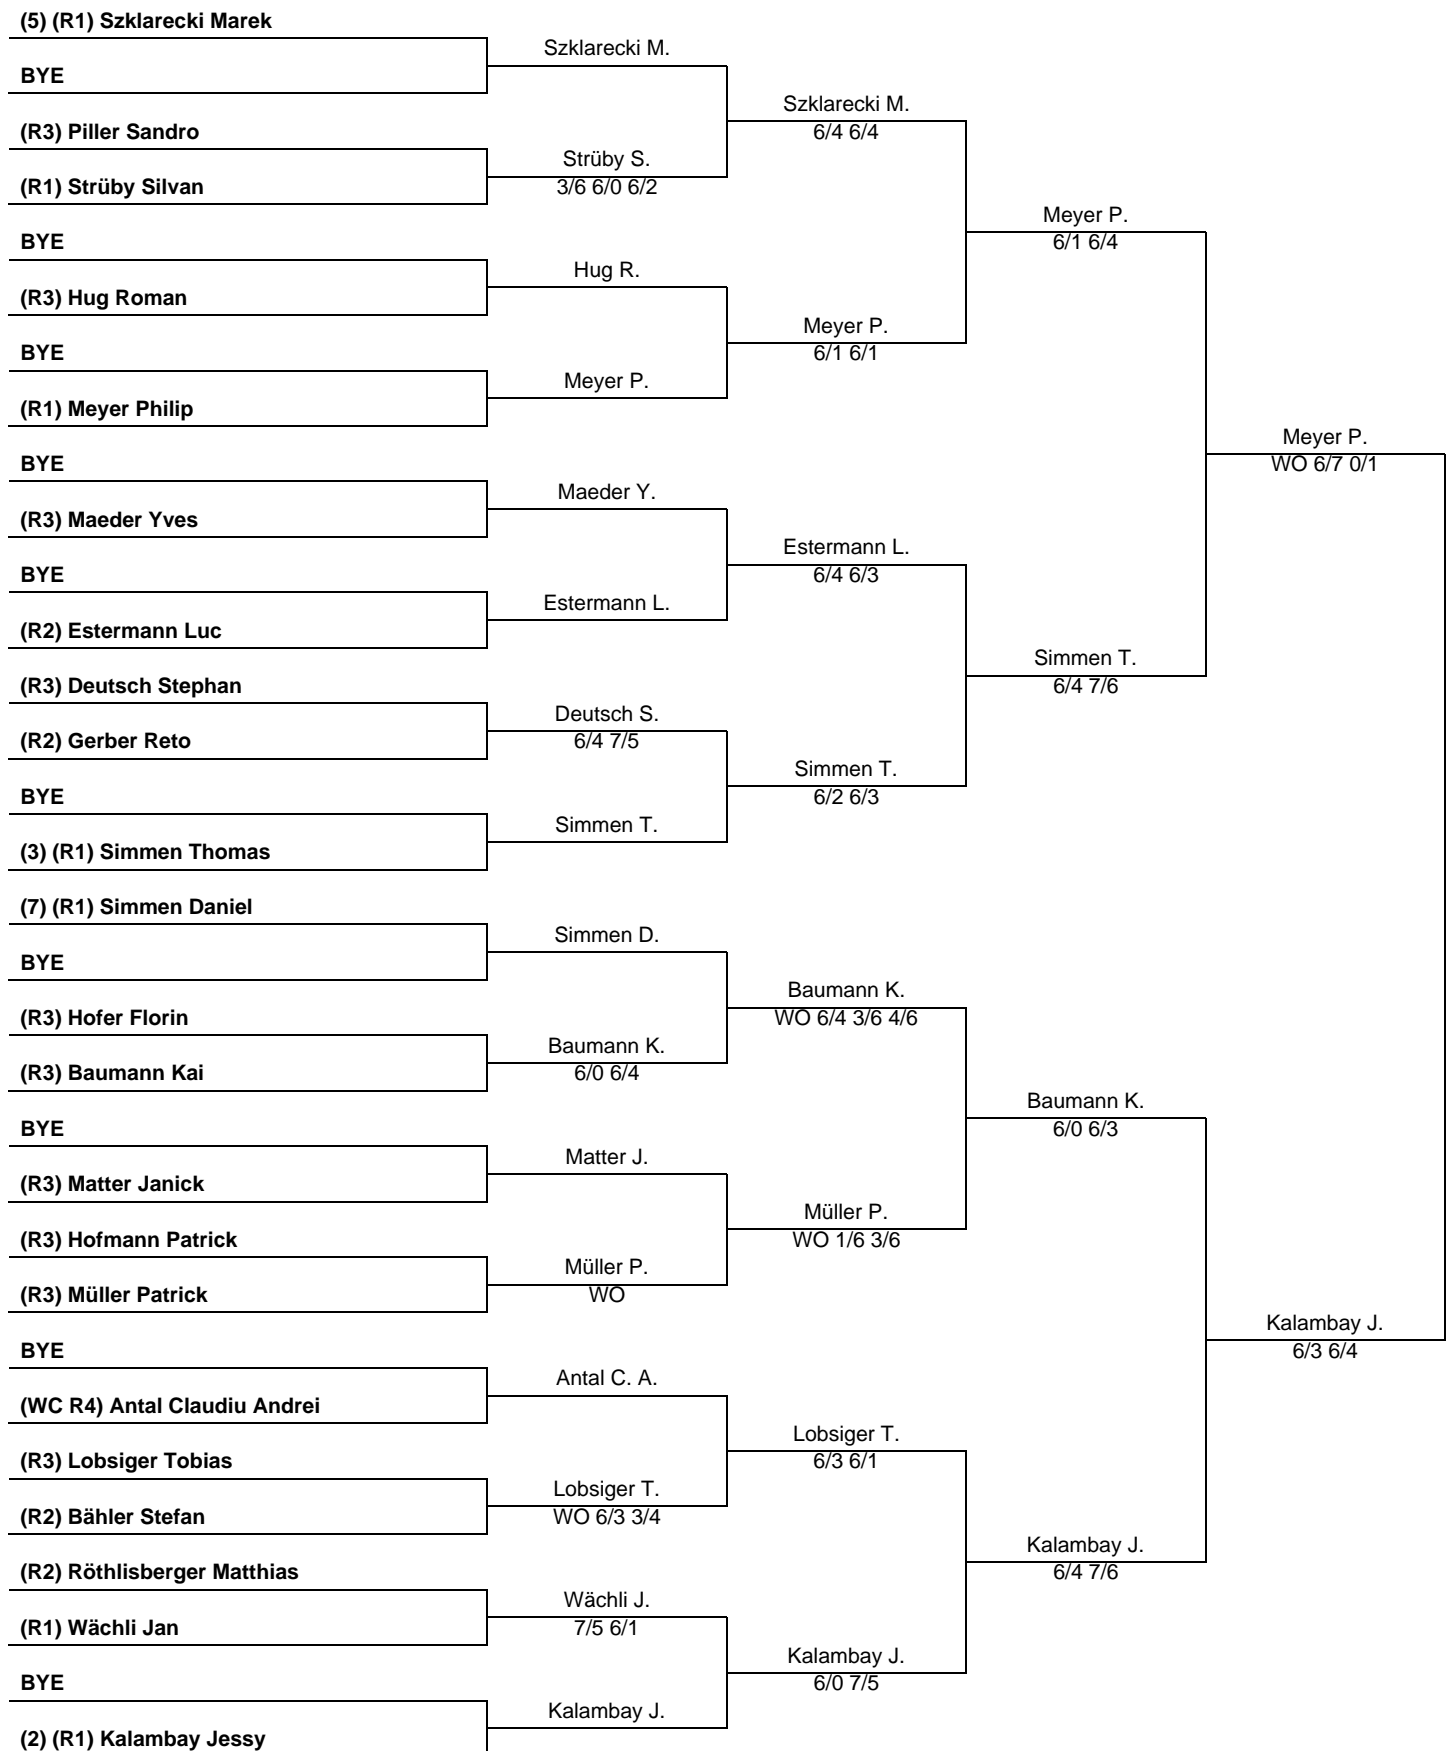 (5) (R1) Szklarecki Marek
BYE
(R3) Piller Sandro
(R1) Strüby Silvan
BYE
(R3) Hug Roman
BYE
(R1) Meyer Philip
BYE
(R3) Maeder Yves
BYE
(R2) Estermann Luc
(R3) Deutsch Stephan
(R2) Gerber Reto
BYE
(3) (R1) Simmen Thomas
(7) (R1) Simmen Daniel
BYE
(R3) Hofer Florin
(R3) Baumann Kai
BYE
(R3) Matter Janick
(R3) Hofmann Patrick
(R3) Müller Patrick
BYE
(WC R4) Antal Claudiu Andrei
(R3) Lobsiger Tobias
(R2) Bähler Stefan
(R2) Röthlisberger Matthias
(R1) Wächli Jan
BYE
(2) (R1) Kalambay Jessy
Szklarecki M.
Strüby S.
3/6 6/0 6/2
Hug R.
Meyer P.
Maeder Y.
Estermann L.
Deutsch S.
6/4 7/5
Simmen T.
Simmen D.
Baumann K.
6/0 6/4
Matter J.
Müller P.
WO
Antal C. A.
Lobsiger T.
WO 6/3 3/4
Wächli J.
7/5 6/1
Kalambay J.
Szklarecki M.
6/4 6/4
Meyer P.
6/1 6/1
Estermann L.
6/4 6/3
Simmen T.
6/2 6/3
Baumann K.
WO 6/4 3/6 4/6
Müller P.
WO 1/6 3/6
Lobsiger T.
6/3 6/1
Kalambay J.
6/0 7/5
Meyer P.
6/1 6/4
Simmen T.
6/4 7/6
Baumann K.
6/0 6/3
Kalambay J.
6/4 7/6
Meyer P.
WO 6/7 0/1
Kalambay J.
6/3 6/4